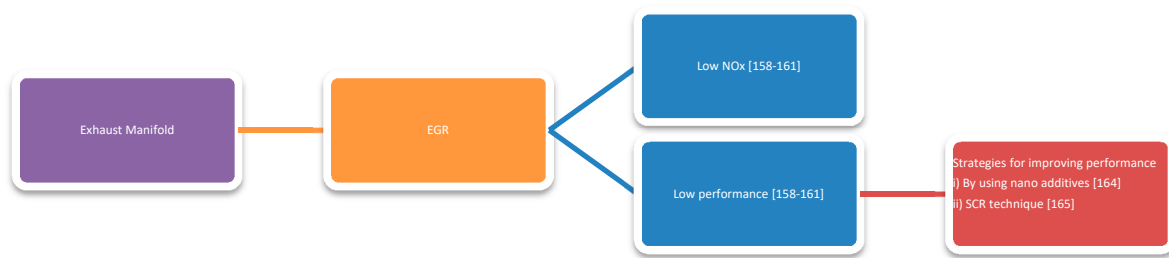 Exhaust Manifold
EGR
Low NOx [158-161]
Low performance [158-161]
Strategies for improving performance
i) By using nano additives [164]
ii) SCR technique [165]